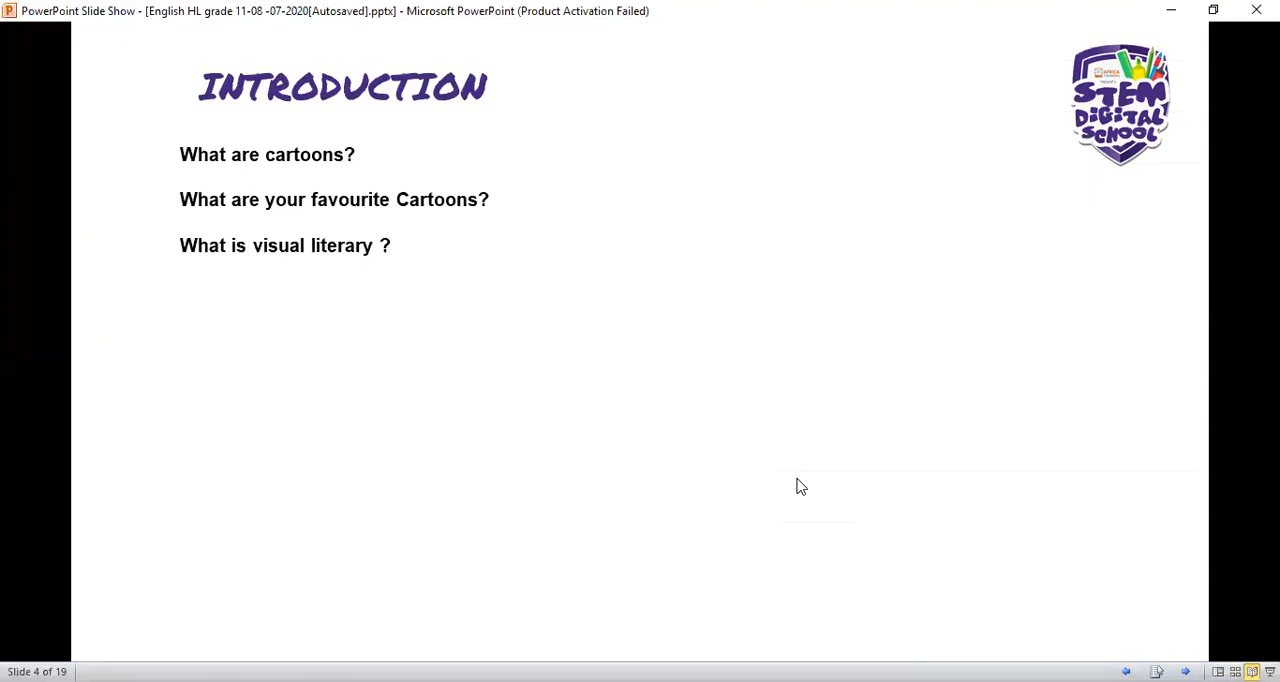 PowerPoint Slide Show - [English HL grade 11-08 -07-2020[Autosaved].pptx] - Microsoft PowerPoint (Product Activation Failed)
INTRODUCTION
AFRICA
STEM
DIGITAL
SCHOOL
What are cartoons?
What are your favourite Cartoons?
What is visual literary ?
Slide 4 of 19